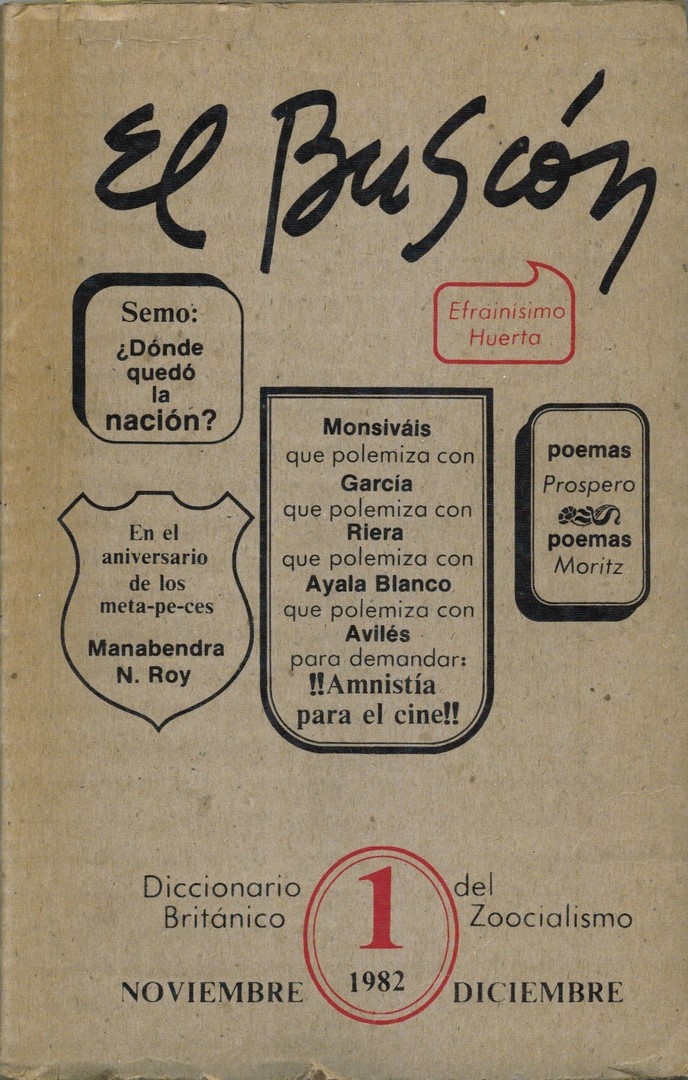 El Buscón
Efrainísimo
Huerta
Semo:
¿Dónde
quedó
la
nación?
Monsiváis
que polemiza con
García
que polemiza con
Riera
que polemiza con
Ayala Blanco
que polemiza con
Avilés
para demandar:
!!Amnistía
para el cine!!
poemas
Prospero
poemas
Moritz
En el
aniversario
de los
meta-pe-ces
Manabendra
N. Roy
Diccionario
Británico
1
1982
del
Zoocialismo
NOVIEMBRE
DICIEMBRE